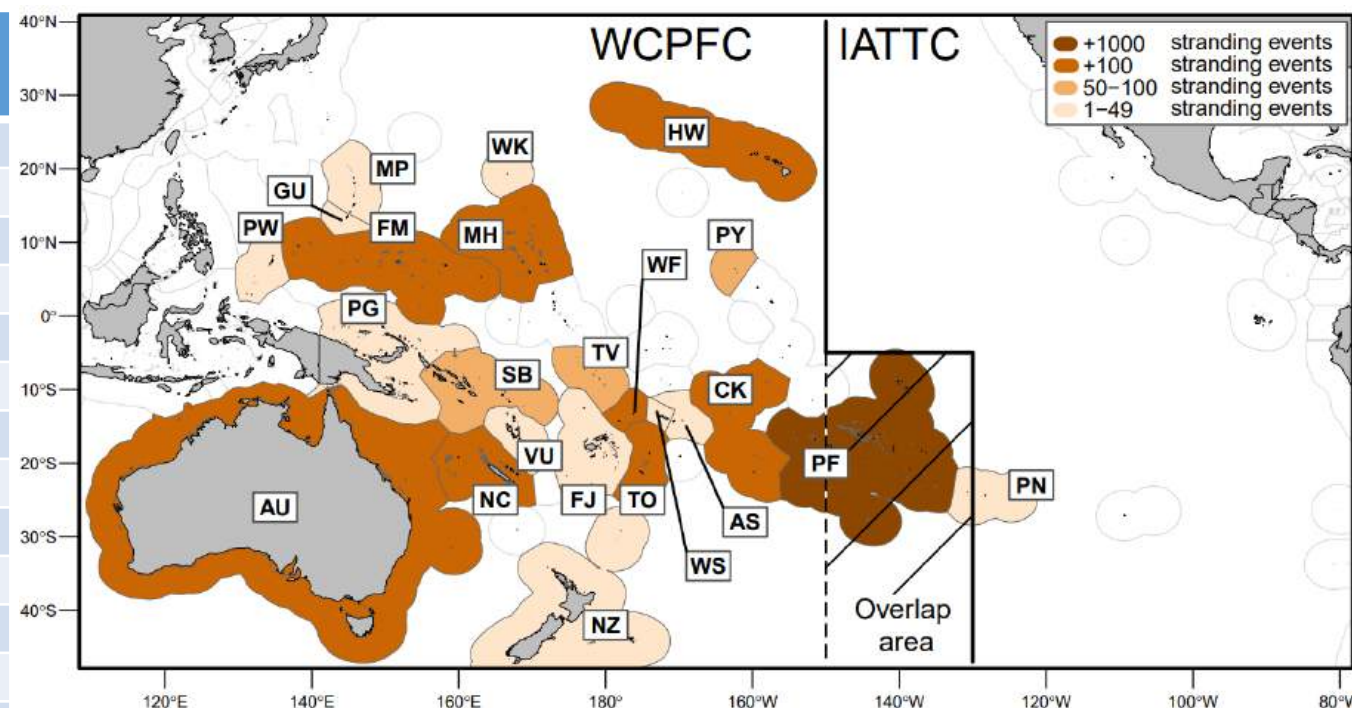 40°N
30°N
20°N
10°N
0°
10°S
20°S
30°S
40°S
WCPFC
IATTC
+1000 stranding events
+100 stranding events
50−100 stranding events
1−49 stranding events
HW
WK
MP
GU
PW
FM
MH
PY
WF
PG
TV
SB
CK
VU
PF
AU
NC
FJ
TO
AS
PN
WS
NZ
Overlap
area
120°E
140°E
160°E
180°
160°W
140°W
120°W
100°W
80°W